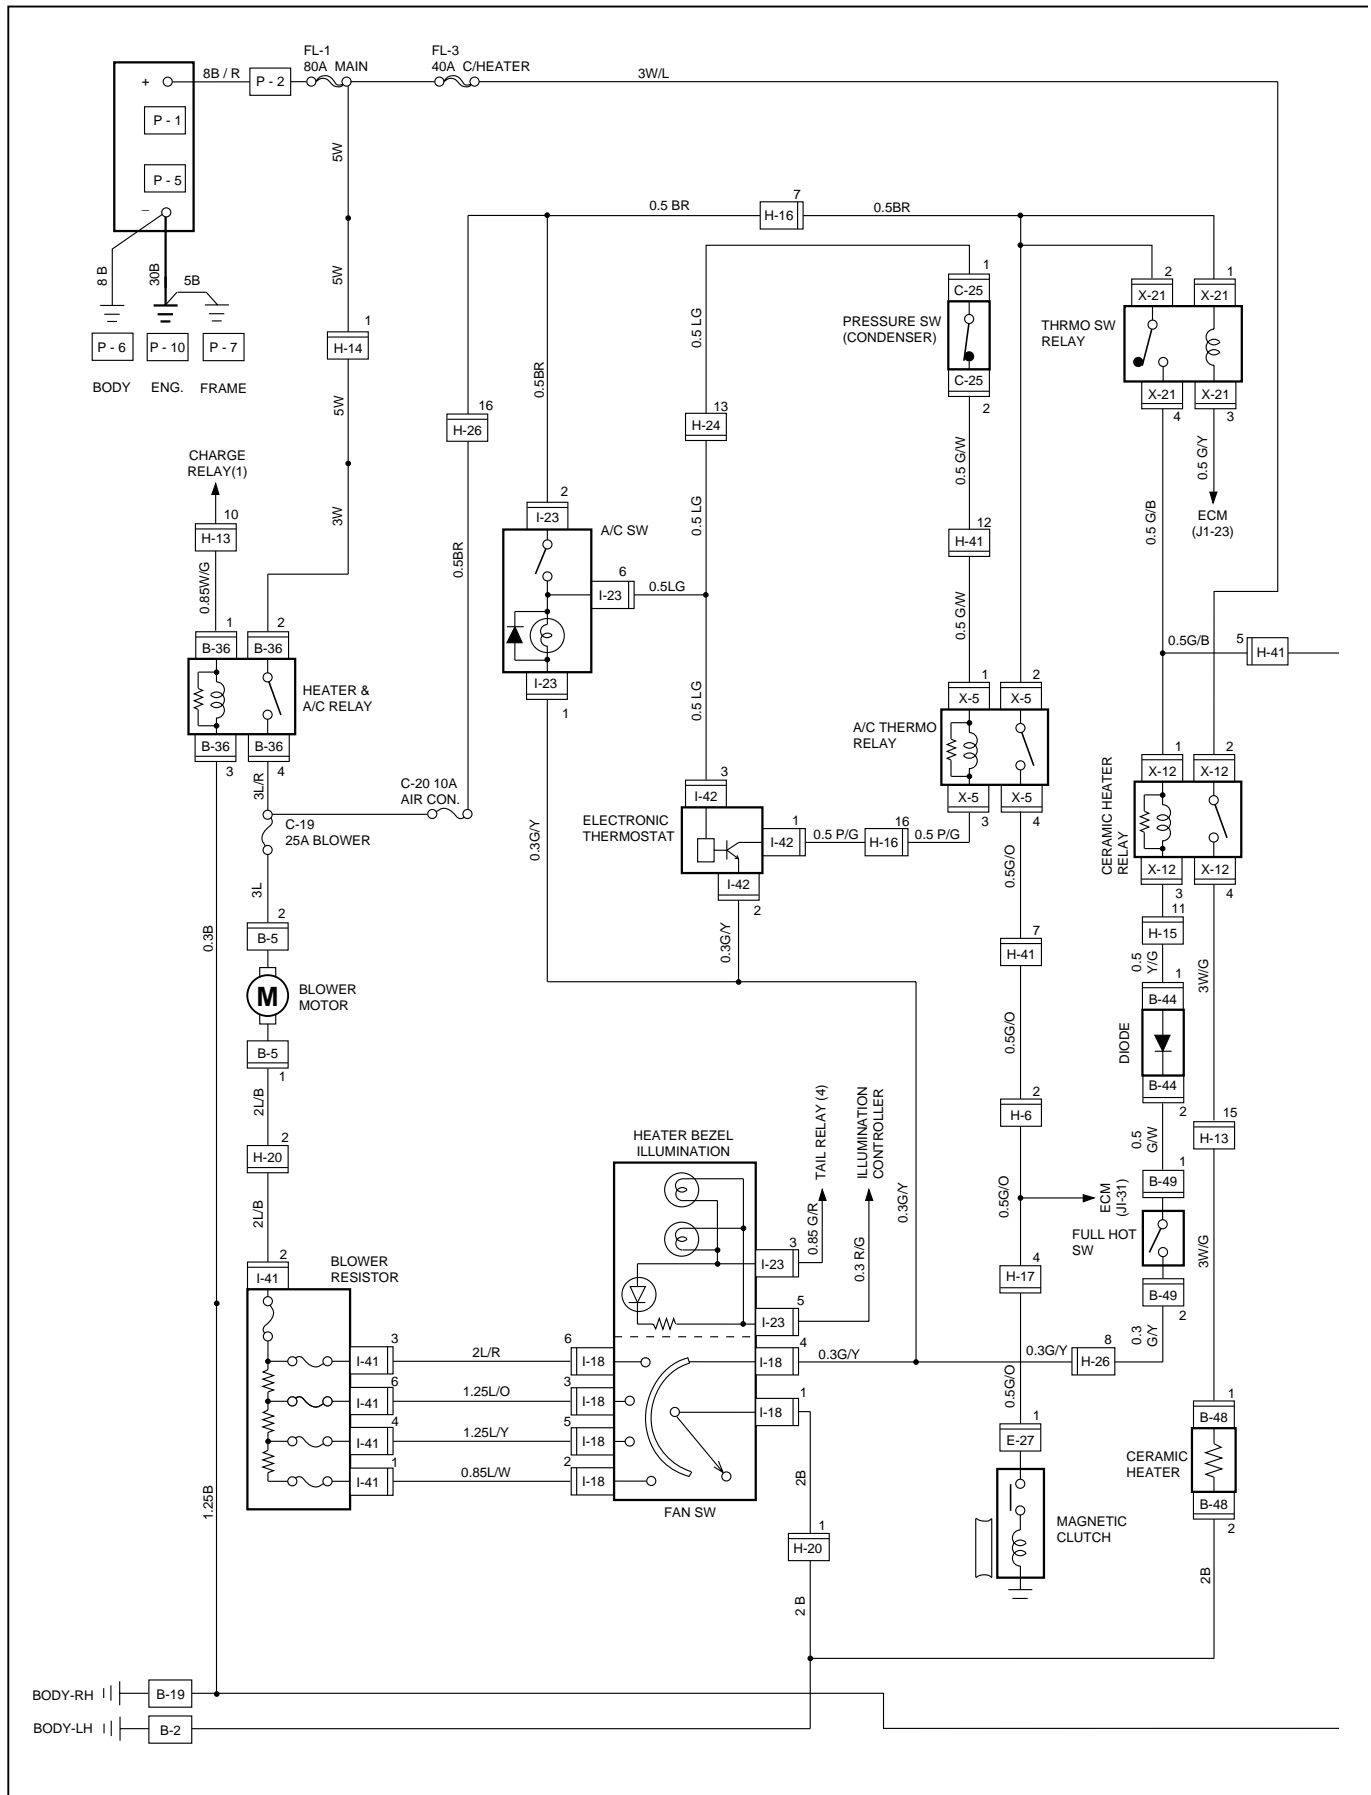 FL-1
80A  MAIN
FL-3
40A  C/HEATER
8B / R
P - 2
3W/L
+
P - 1
P - 5
–
5W
8 B
30B
5B
P - 6
P - 10
P - 7
BODY
ENG.
FRAME
5W
1
H-14
5W
3W
0.5 BR
7
H-16
0.5BR
16
H-26
0.5BR
0.5BR
0.5 LG
13
H-24
0.5 LG
1
C-25
PRESSURE SW
(CONDENSER)
C-25
2
0.5 G/W
12
H-41
0.5 G/W
2
1
X-21
X-21
THRMO SW
RELAY
X-21
X-21
4
3
0.5 G/Y
ECM
(J1-23)
0.5 G/B
0.5G/B
5
H-41
CHARGE
RELAY(1)
10
H-13
0.85W/G
1
2
B-36
B-36
HEATER &
A/C RELAY
B-36
B-36
3
4
3L/R
C-20 10A
AIR CON.
C-19
25A BLOWER
3L
0.3B
2
I-23
A/C SW
6
I-23
0.5LG
I-23
1
0.5 LG
0.3G/Y
3
I-42
ELECTRONIC
THERMOSTAT
1
I-42
0.5 P/G
16
H-16
0.5 P/G
I-42
2
0.3G/Y
1
2
X-5
X-5
A/C THERMO
RELAY
X-5
X-5
3
4
0.5G/O
7
H-41
0.5G/O
2
H-6
0.5G/O
ECM
(JI-31)
4
H-17
0.5G/O
1
E-27
MAGNETIC
CLUTCH
1
2
X-12
X-12
CERAMIC HEATER
RELAY
X-12
X-12
3
4
11
H-15
0.5
Y/G
3W/G
1
B-44
DIODE
B-44
2
0.5
G/W
15
H-13
1
B-49
FULL HOT
SW
3W/G
B-49
2
0.3
G/Y
8
H-26
0.3G/Y
1
B-48
CERAMIC
HEATER
B-48
2
2B
2
B-5
M
BLOWER
MOTOR
B-5
1
2L/B
2
H-20
2L/B
2
I-41
BLOWER
RESISTOR
3
I-41
2L/R
6
I-18
6
I-41
1.25L/O
3
I-18
4
I-41
1.25L/Y
5
I-18
1
I-41
0.85L/W
2
I-18
HEATER BEZEL
ILLUMINATION
TAIL RELAY (4)
ILLUMINATION
CONTROLLER
0.85 G/R
0.3 R/G
0.3G/Y
3
I-23
5
I-23
4
I-18
0.3G/Y
1
I-18
FAN SW
2B
1
H-20
2 B
1.25B
BODY-RH
B-19
BODY-LH
B-2